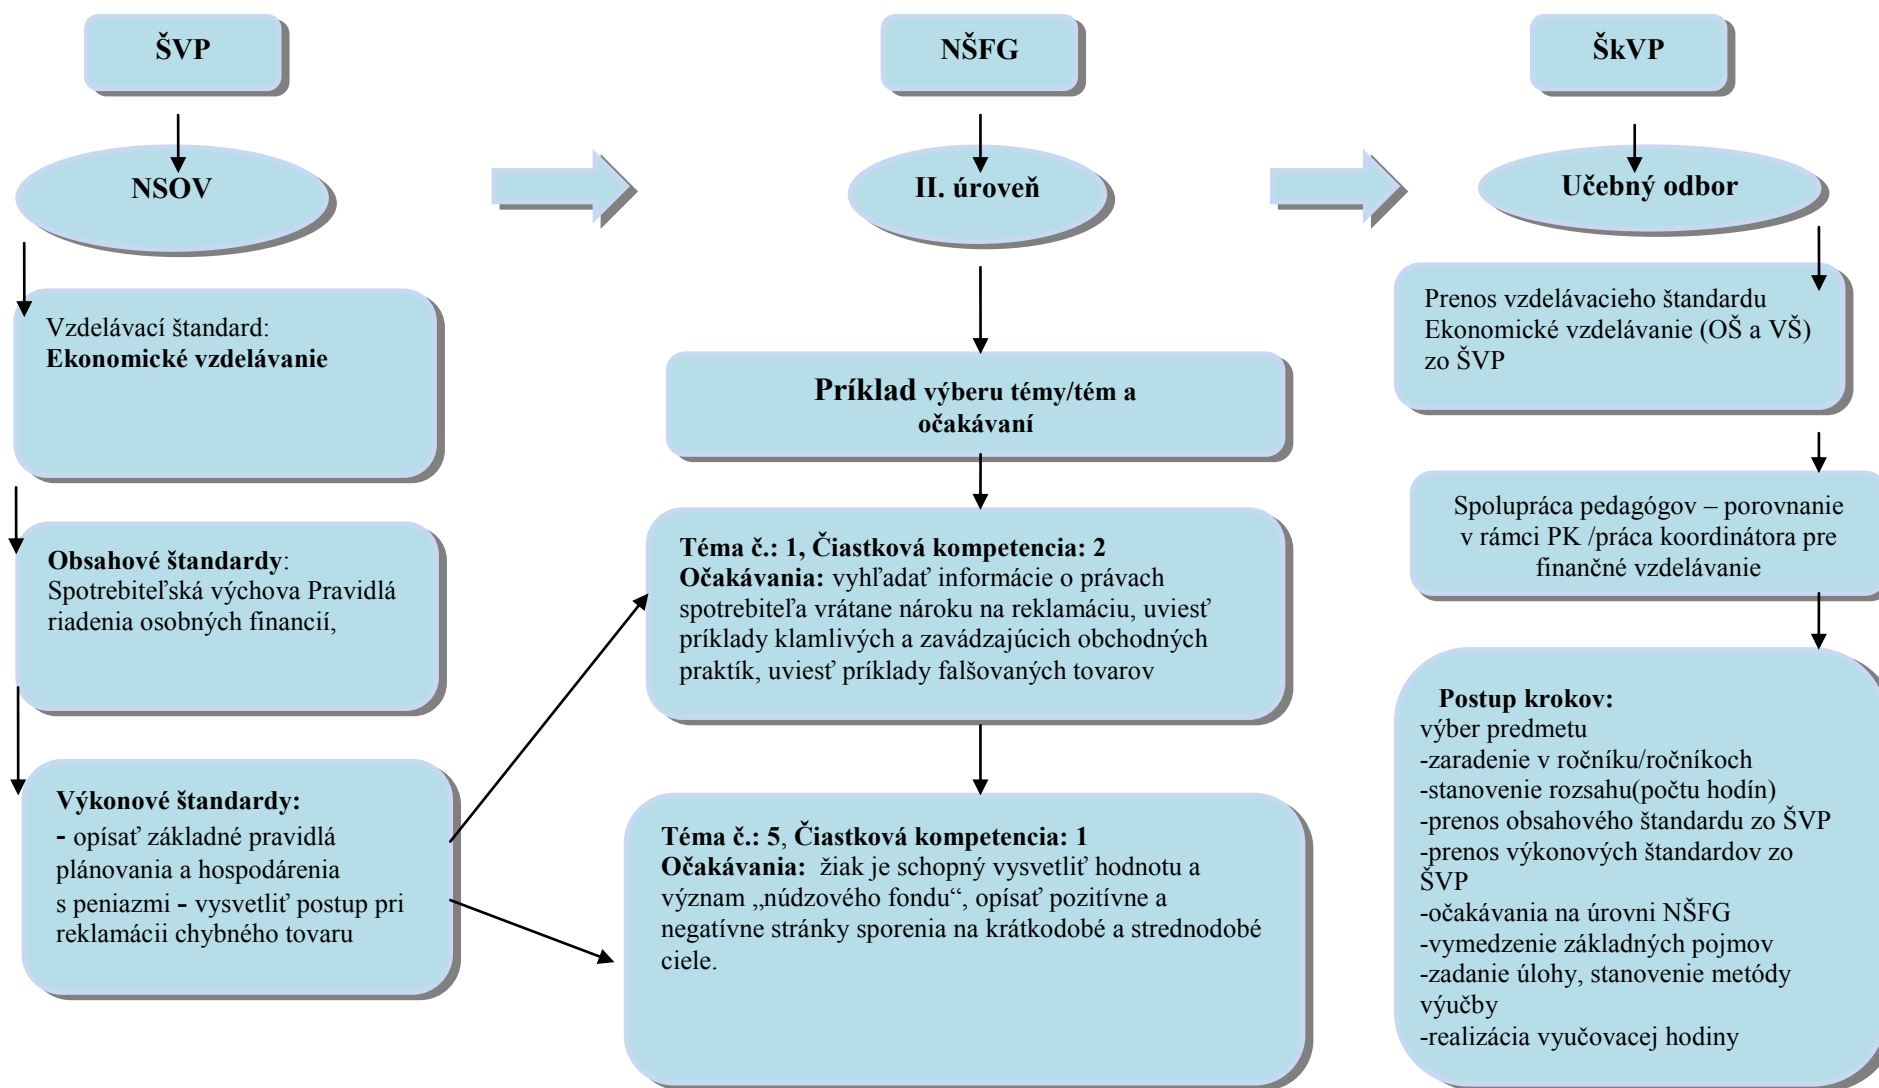 ŠVP
NSOV
Vzdelávací štandard:
Ekonomické vzdelávanie
Obsahové štandardy:
Spotrebiteľská výchova Pravidlá
riadenia osobných financií,
Výkonové štandardy:
- opísať základné pravidlá
plánovania a hospodárenia
s peniazmi - vysvetliť postup pri
reklamácii chybného tovaru
NŠFG
II. úroveň
Príklad výberu témy/tém a
očakávaní
Téma č.: 1, Čiastková kompetencia: 2
Očakávania: vyhľadať informácie o právach
spotrebiteľa vrátane nároku na reklamáciu, uviesť
príklady klamlivých a zavádzajúcich obchodných
praktík, uviesť príklady falšovaných tovarov
Téma č.: 5, Čiastková kompetencia: 1
Očakávania: žiak je schopný vysvetliť hodnotu a
význam „núdzového fondu“, opísať pozitívne a
negatívne stránky sporenia na krátkodobé a strednodobé
ciele.
ŠkVP
Učebný odbor
Prenos vzdelávacieho štandardu
Ekonomické vzdelávanie (OŠ a VŠ)
zo ŠVP
Spolupráca pedagógov – porovnanie
v rámci PK /práca koordinátora pre
finančné vzdelávanie
Postup krokov:
výber predmetu
-zaradenie v ročníku/ročníkoch
-stanovenie rozsahu(počtu hodín)
-prenos obsahového štandardu zo ŠVP
-prenos výkonových štandardov zo
ŠVP
-očakávania na úrovni NŠFG
-vymedzenie základných pojmov
-zadanie úlohy, stanovenie metódy
výučby
-realizácia vyučovacej hodiny